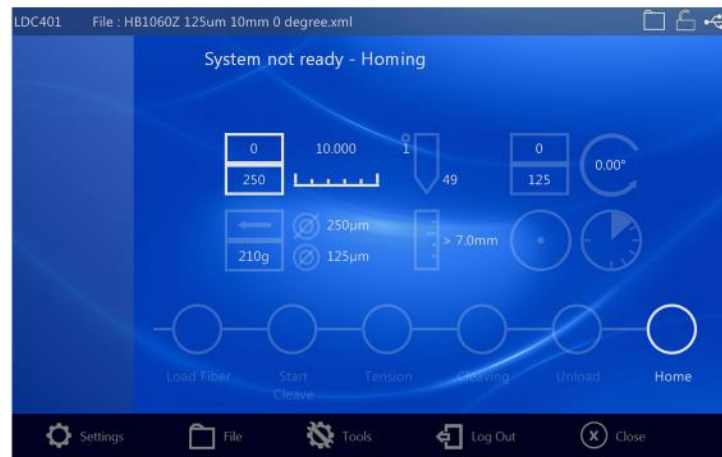 LDC401 File : HB1060Z 125um 10mm 0 degree.xml
System not ready - Homing
0 10.000 1 0
250 49 125 0.00°
250µm
210g 125µm > 7.0mm
Load Fiber Start Cleave Tension Cleaving Unload Home
Settings File Tools Log Out X Close